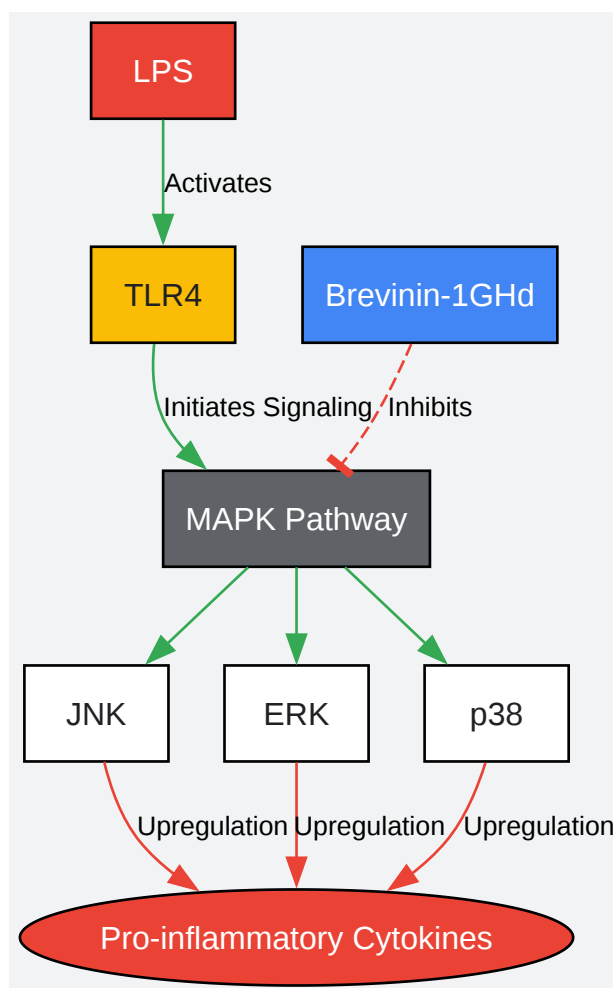 LPS
Activates
TLR4
Brevinin-1GHd
Initiates Signaling
Inhibits
MAPK Pathway
JNK
ERK
p38
Upregulation
Upregulation
Upregulation
Pro-inflammatory Cytokines